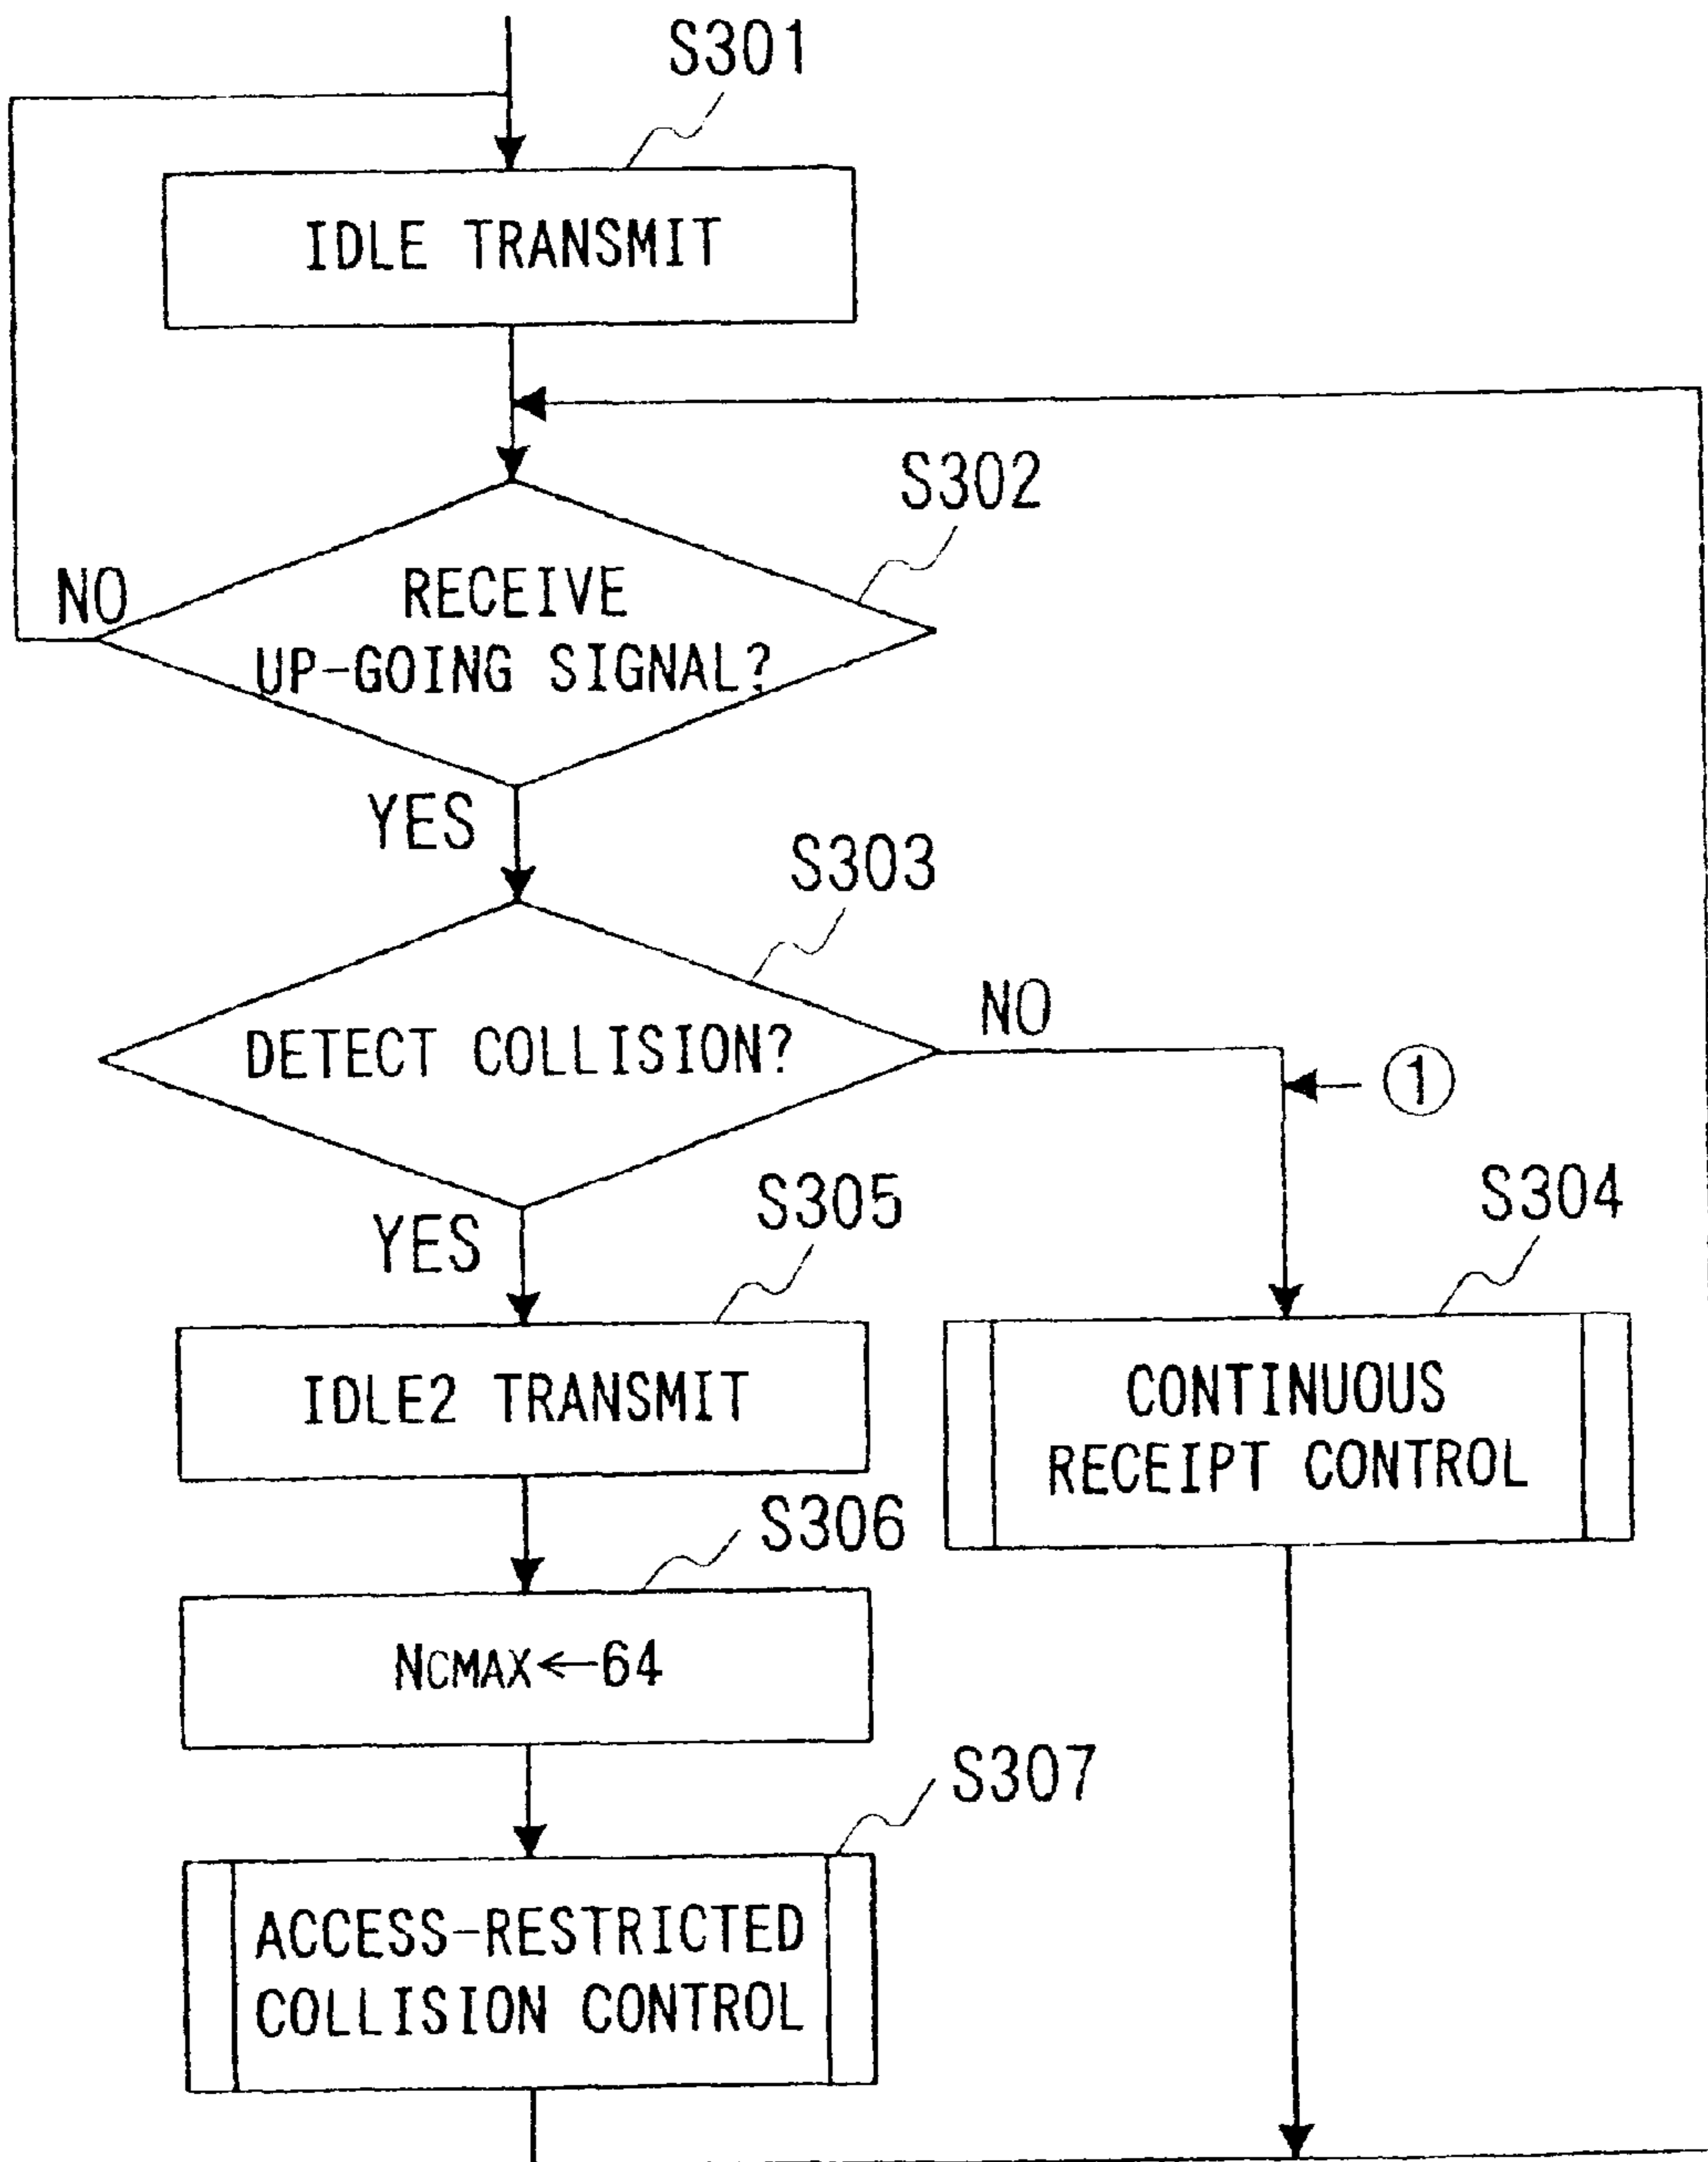 S301
IDLE TRANSMIT
S302
NO
RECEIVE
UP-GOING SIGNAL?
YES
S303
NO
DETECT COLLISION?
①
S305
S304
YES
IDLE2 TRANSMIT
CONTINUOUS
RECEIPT CONTROL
S306
NCMAX←64
S307
ACCESS-RESTRICTED
COLLISION CONTROL